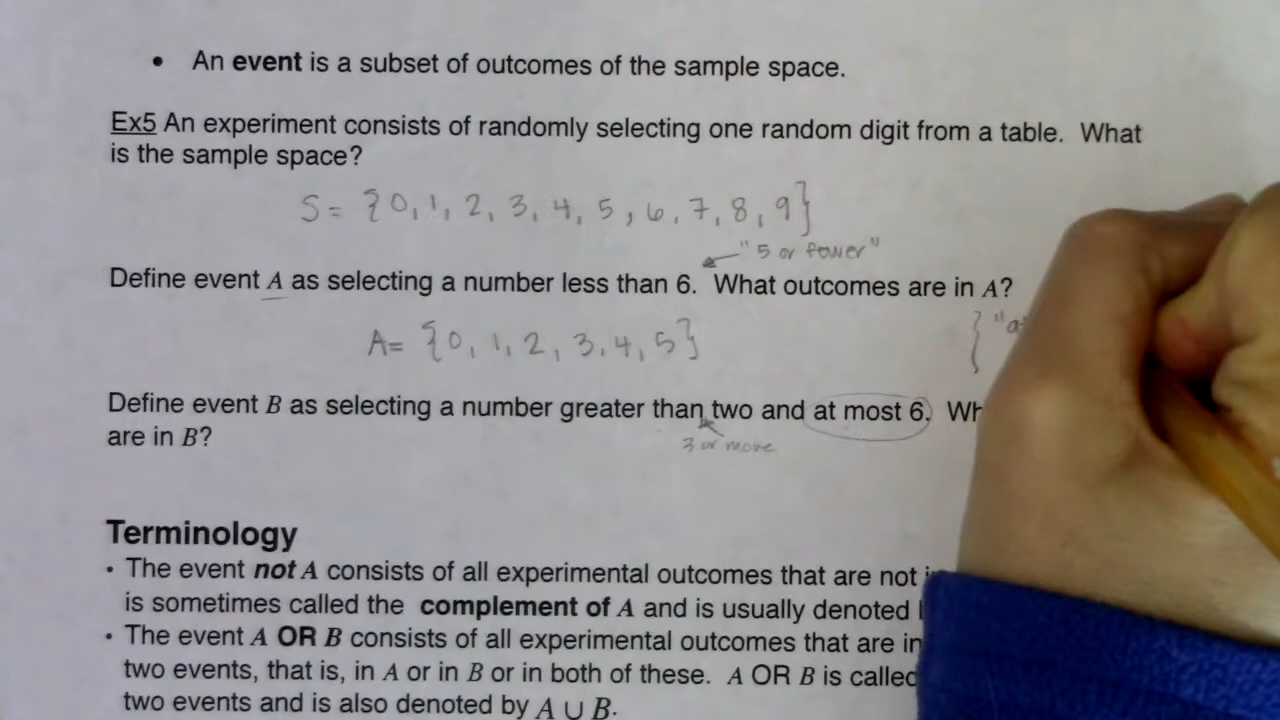 • An event is a subset of outcomes of the sample space.
Ex5 An experiment consists of randomly selecting one random digit from a table. What
is the sample space?
S = {0, 1, 2, 3, 4, 5, 6, 7, 8, 9}
"5 or fewer"
Define event A as selecting a number less than 6. What outcomes are in A?
A = {0, 1, 2, 3, 4, 5}
{ "a
Define event B as selecting a number greater than two and at most 6. Wh
3 or more
are in B?
Terminology
• The event not A consists of all experimental outcomes that are not
is sometimes called the complement of A and is usually denoted
• The event A OR B consists of all experimental outcomes that are in
two events, that is, in A or in B or in both of these. A OR B is called
two events and is also denoted by A ∪ B.